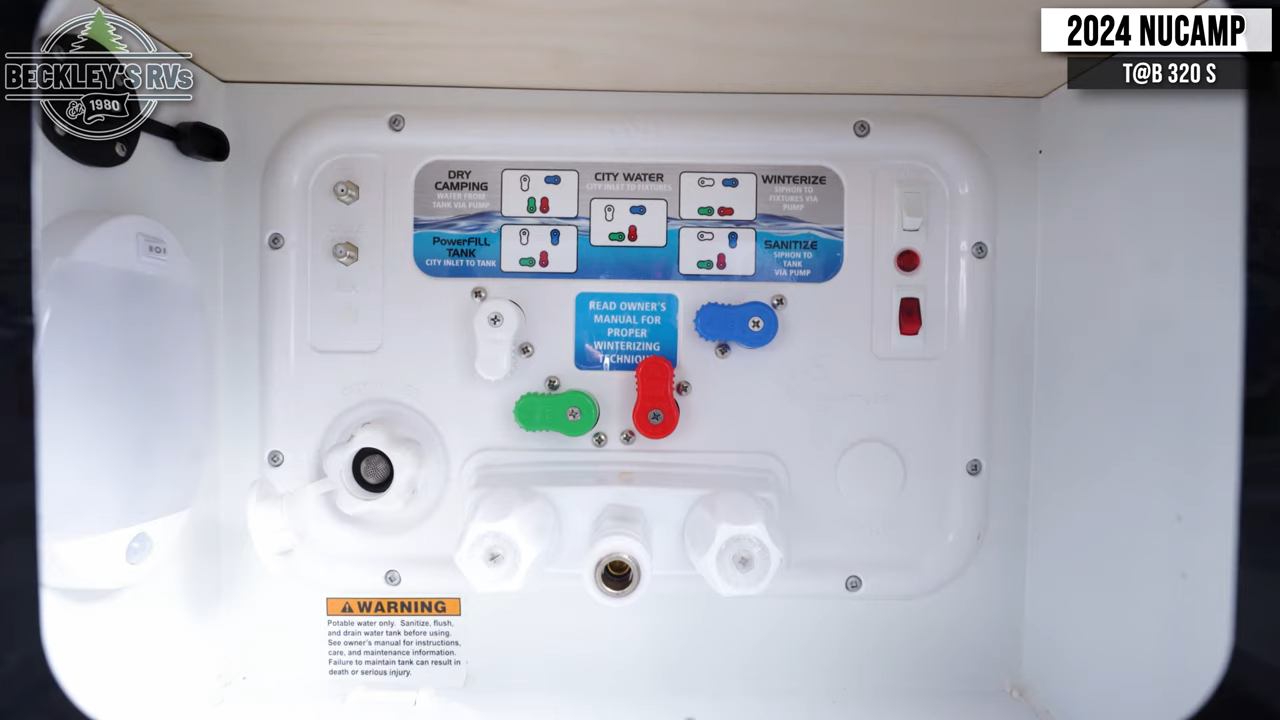 BECKLEY'S RVs
Est. 1980
2024 NUCAMP
T@B 320 S
DRY
CAMPING
WATER FROM
TANK VIA PUMP
CITY WATER
CITY INLET TO FIXTURES
WINTERIZE
SIPHON TO
FIXTURES VIA
PUMP
PowerFILL
TANK
CITY INLET TO TANK
SANITIZE
SIPHON TO
TANK
VIA PUMP
READ OWNER'S
MANUAL FOR
PROPER
WINTERIZING
TECHNIQUE
⚠WARNING
Potable water only. Sanitize, flush,
and drain water tank before using.
See owner's manual for instructions,
care, and maintenance information.
Failure to maintain tank can result in
death or serious injury.